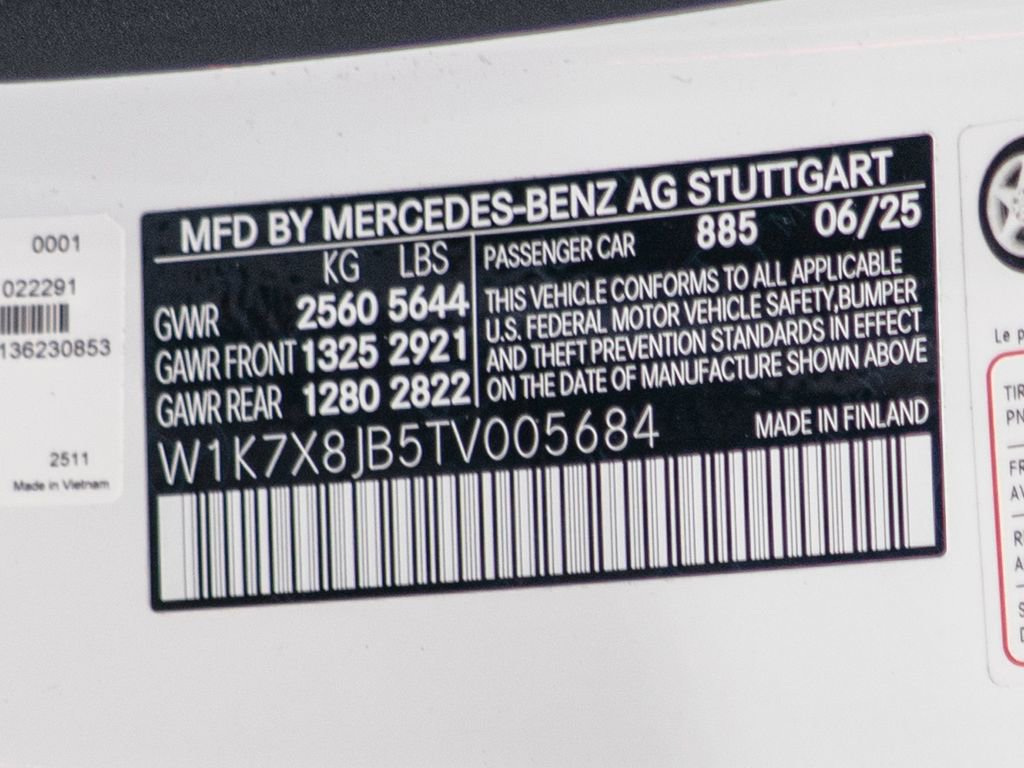 0001
022291
136230853
2511
Made in Vietnam
MFD BY MERCEDES-BENZ AG STUTTGART
KG LBS
GVWR 2560 5644
GAWR FRONT 1325 2921
GAWR REAR 1280 2822
PASSENGER CAR 885 06/25
THIS VEHICLE CONFORMS TO ALL APPLICABLE
U.S. FEDERAL MOTOR VEHICLE SAFETY,BUMPER
AND THEFT PREVENTION STANDARDS IN EFFECT
ON THE DATE OF MANUFACTURE SHOWN ABOVE
W1K7X8JB5TV005684
MADE IN FINLAND
Le